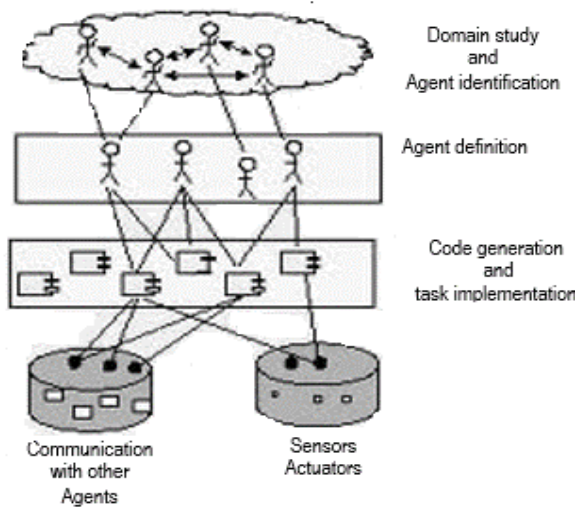 Domain study
and
Agent identification
Agent definition
Code generation
and
task implementation
Communication
with other
Agents
Sensors
Actuators